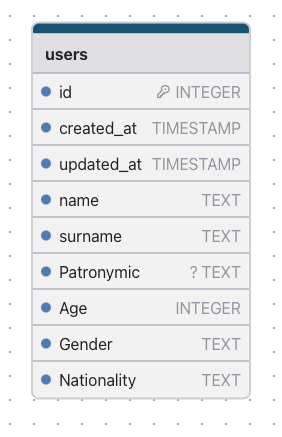 users
id INTEGER
created_at TIMESTAMP
updated_at TIMESTAMP
name TEXT
surname TEXT
Patronymic ? TEXT
Age INTEGER
Gender TEXT
Nationality TEXT